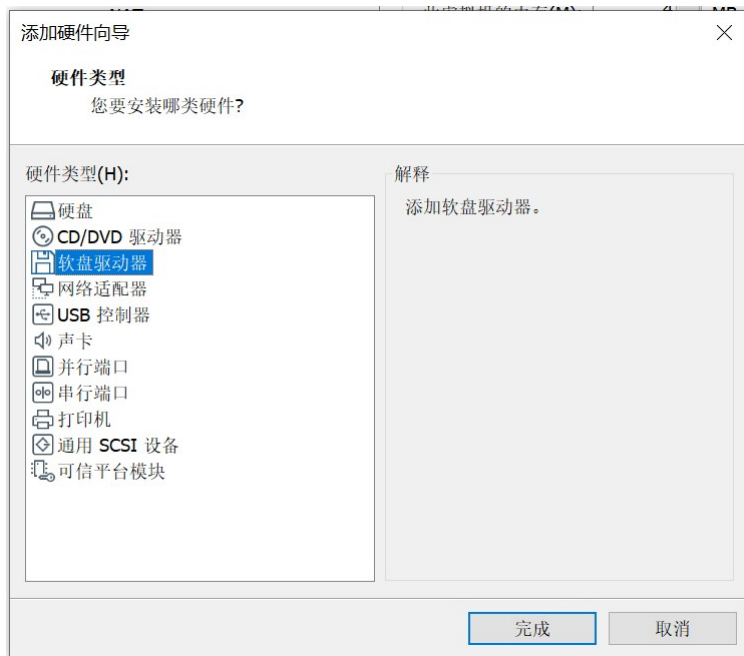 添加硬件向导
硬件类型
您要安装哪类硬件?
硬件类型(H):
硬盘
CD/DVD 驱动器
软盘驱动器
网络适配器
USB 控制器
声卡
并行端口
串行端口
打印机
通用 SCSI 设备
可信平台模块
解释
添加软盘驱动器。
完成
取消